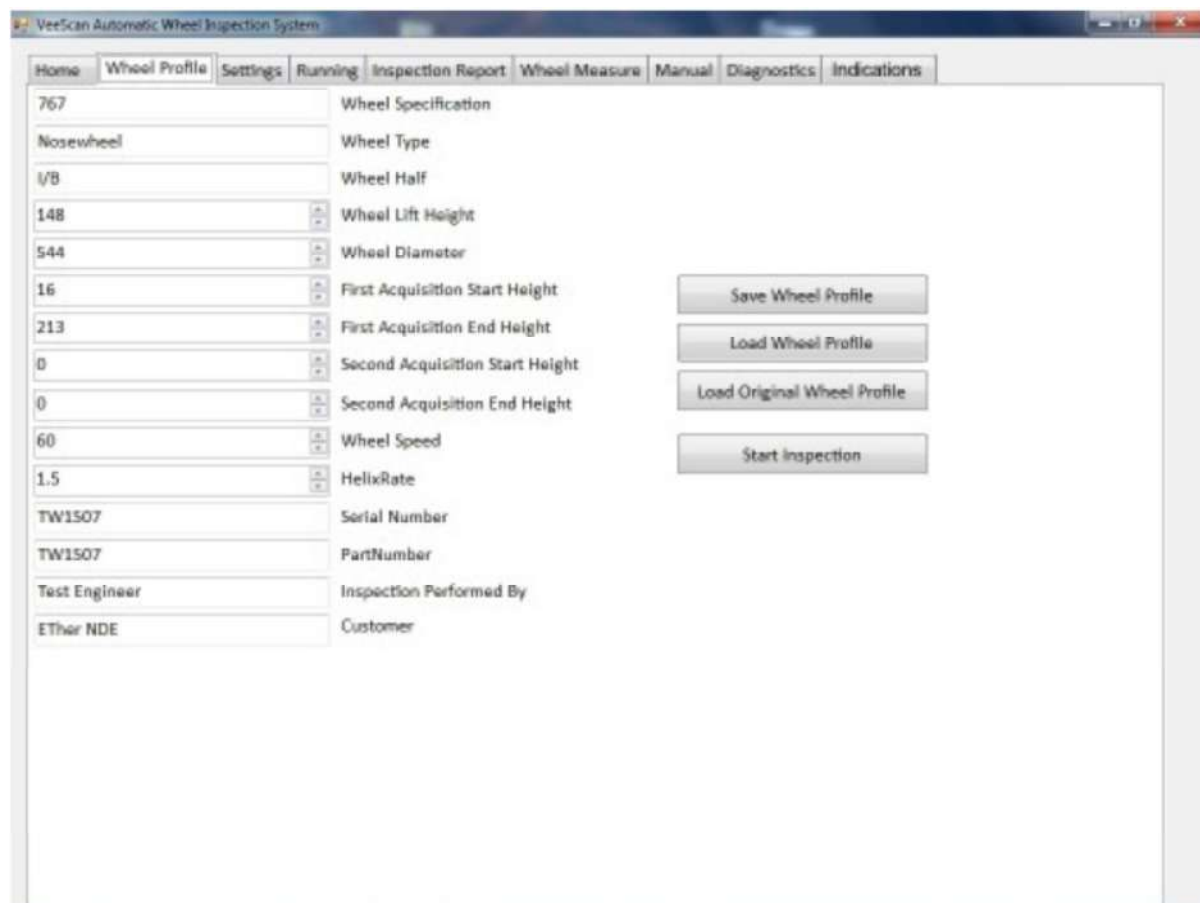 VeeScan Automatic Wheel Inspection System
Home Wheel Profile Settings Running Inspection Report Wheel Measure Manual Diagnostics Indications
767 Wheel Specification
Nosewheel Wheel Type
I/B Wheel Half
148 Wheel Lift Height
544 Wheel Diameter
16 First Acquisition Start Height
213 First Acquisition End Height
0 Second Acquisition Start Height
0 Second Acquisition End Height
60 Wheel Speed
1.5 HelixRate
TW1507 Serial Number
TW1507 PartNumber
Test Engineer Inspection Performed By
ETher NDE Customer
Save Wheel Profile
Load Wheel Profile
Load Original Wheel Profile
Start Inspection